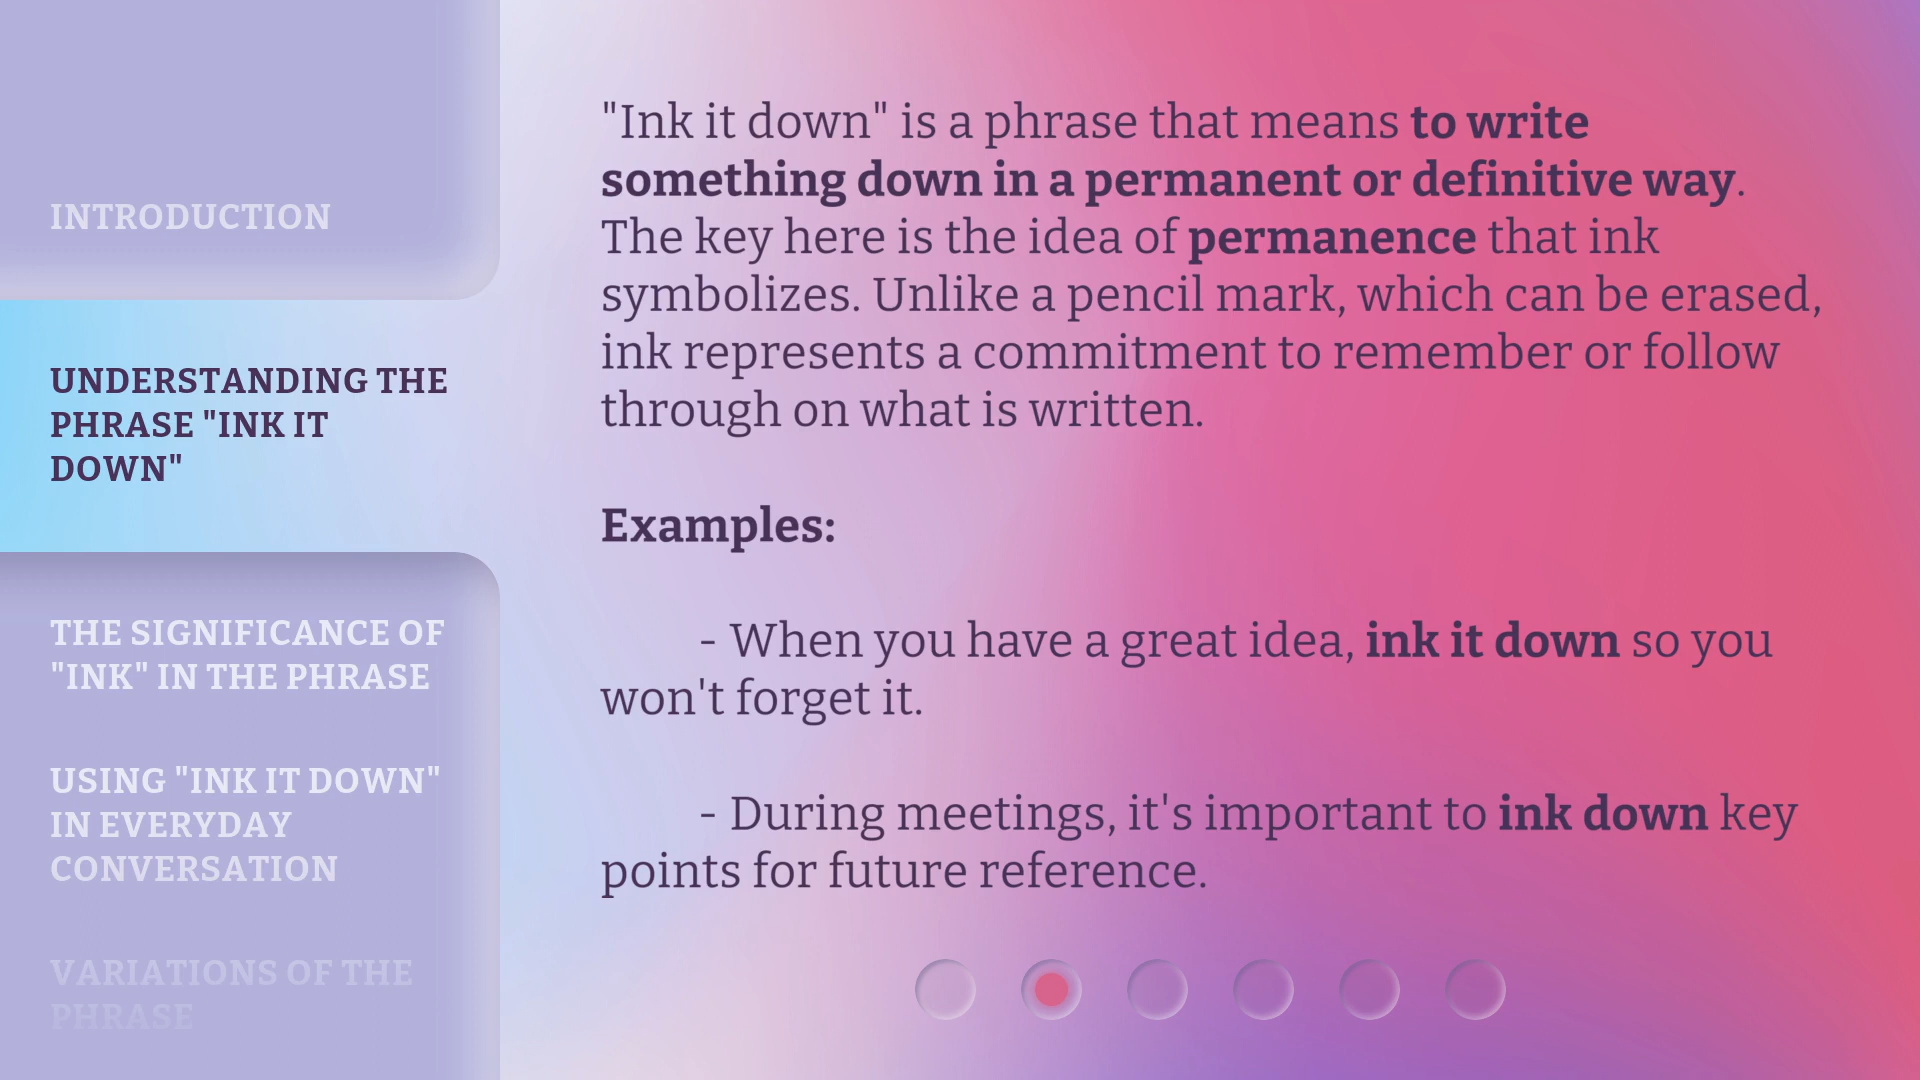 INTRODUCTION
UNDERSTANDING THE
PHRASE "INK IT
DOWN"
THE SIGNIFICANCE OF
"INK" IN THE PHRASE
USING "INK IT DOWN"
IN EVERYDAY
CONVERSATION
VARIATIONS OF THE
PHRASE
"Ink it down" is a phrase that means to write
something down in a permanent or definitive way.
The key here is the idea of permanence that ink
symbolizes. Unlike a pencil mark, which can be erased,
ink represents a commitment to remember or follow
through on what is written.
Examples:
- When you have a great idea, ink it down so you
won't forget it.
- During meetings, it's important to ink down key
points for future reference.